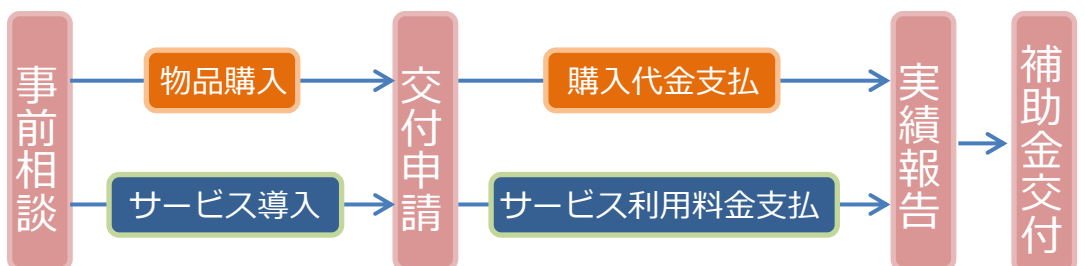 事前相談
物品購入
サービス導入
交付申請
購入代金支払
サービス利用料金支払
実績報告
補助金交付